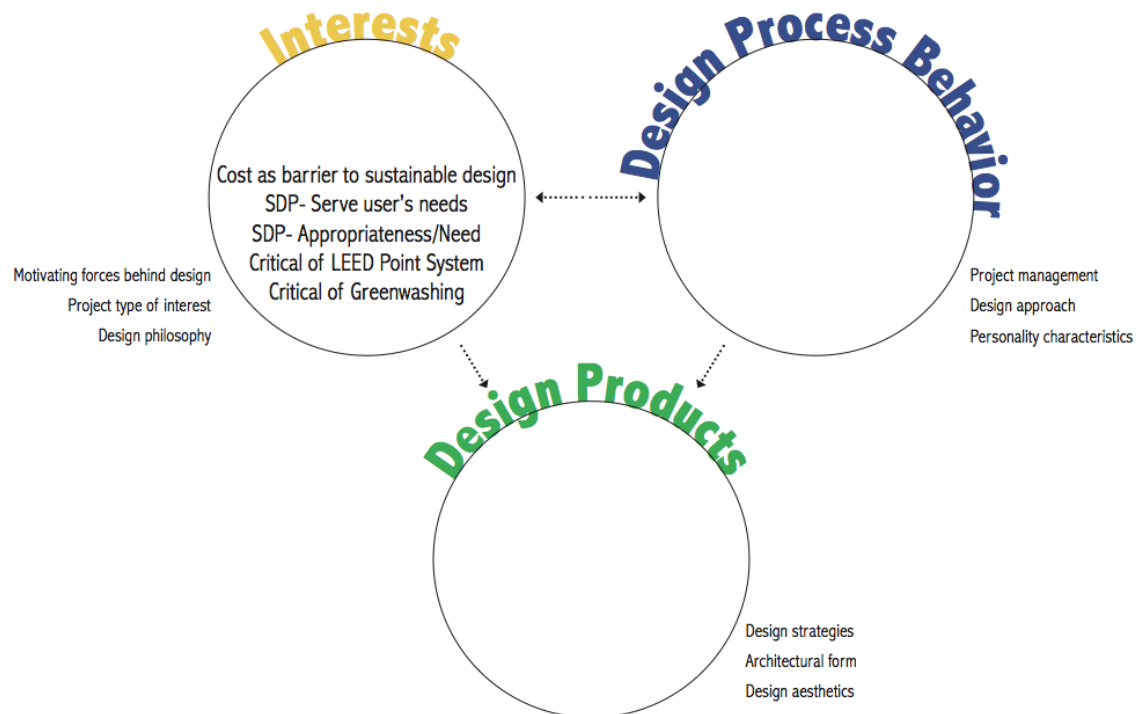 Interests
Cost as barrier to sustainable design
SDP- Serve user's needs
SDP- Appropriateness/Need
Critical of LEED Point System
Critical of Greenwashing
Motivating forces behind design
Project type of interest
Design philosophy
Design Process Behavior
Project management
Design approach
Personality characteristics
Design Products
Design strategies
Architectural form
Design aesthetics